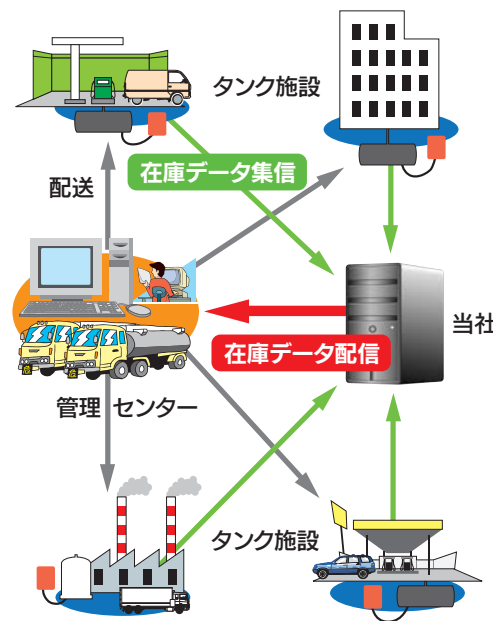 タンク施設
配送
在庫データ集信
当社
在庫データ配信
管理センター
タンク施設